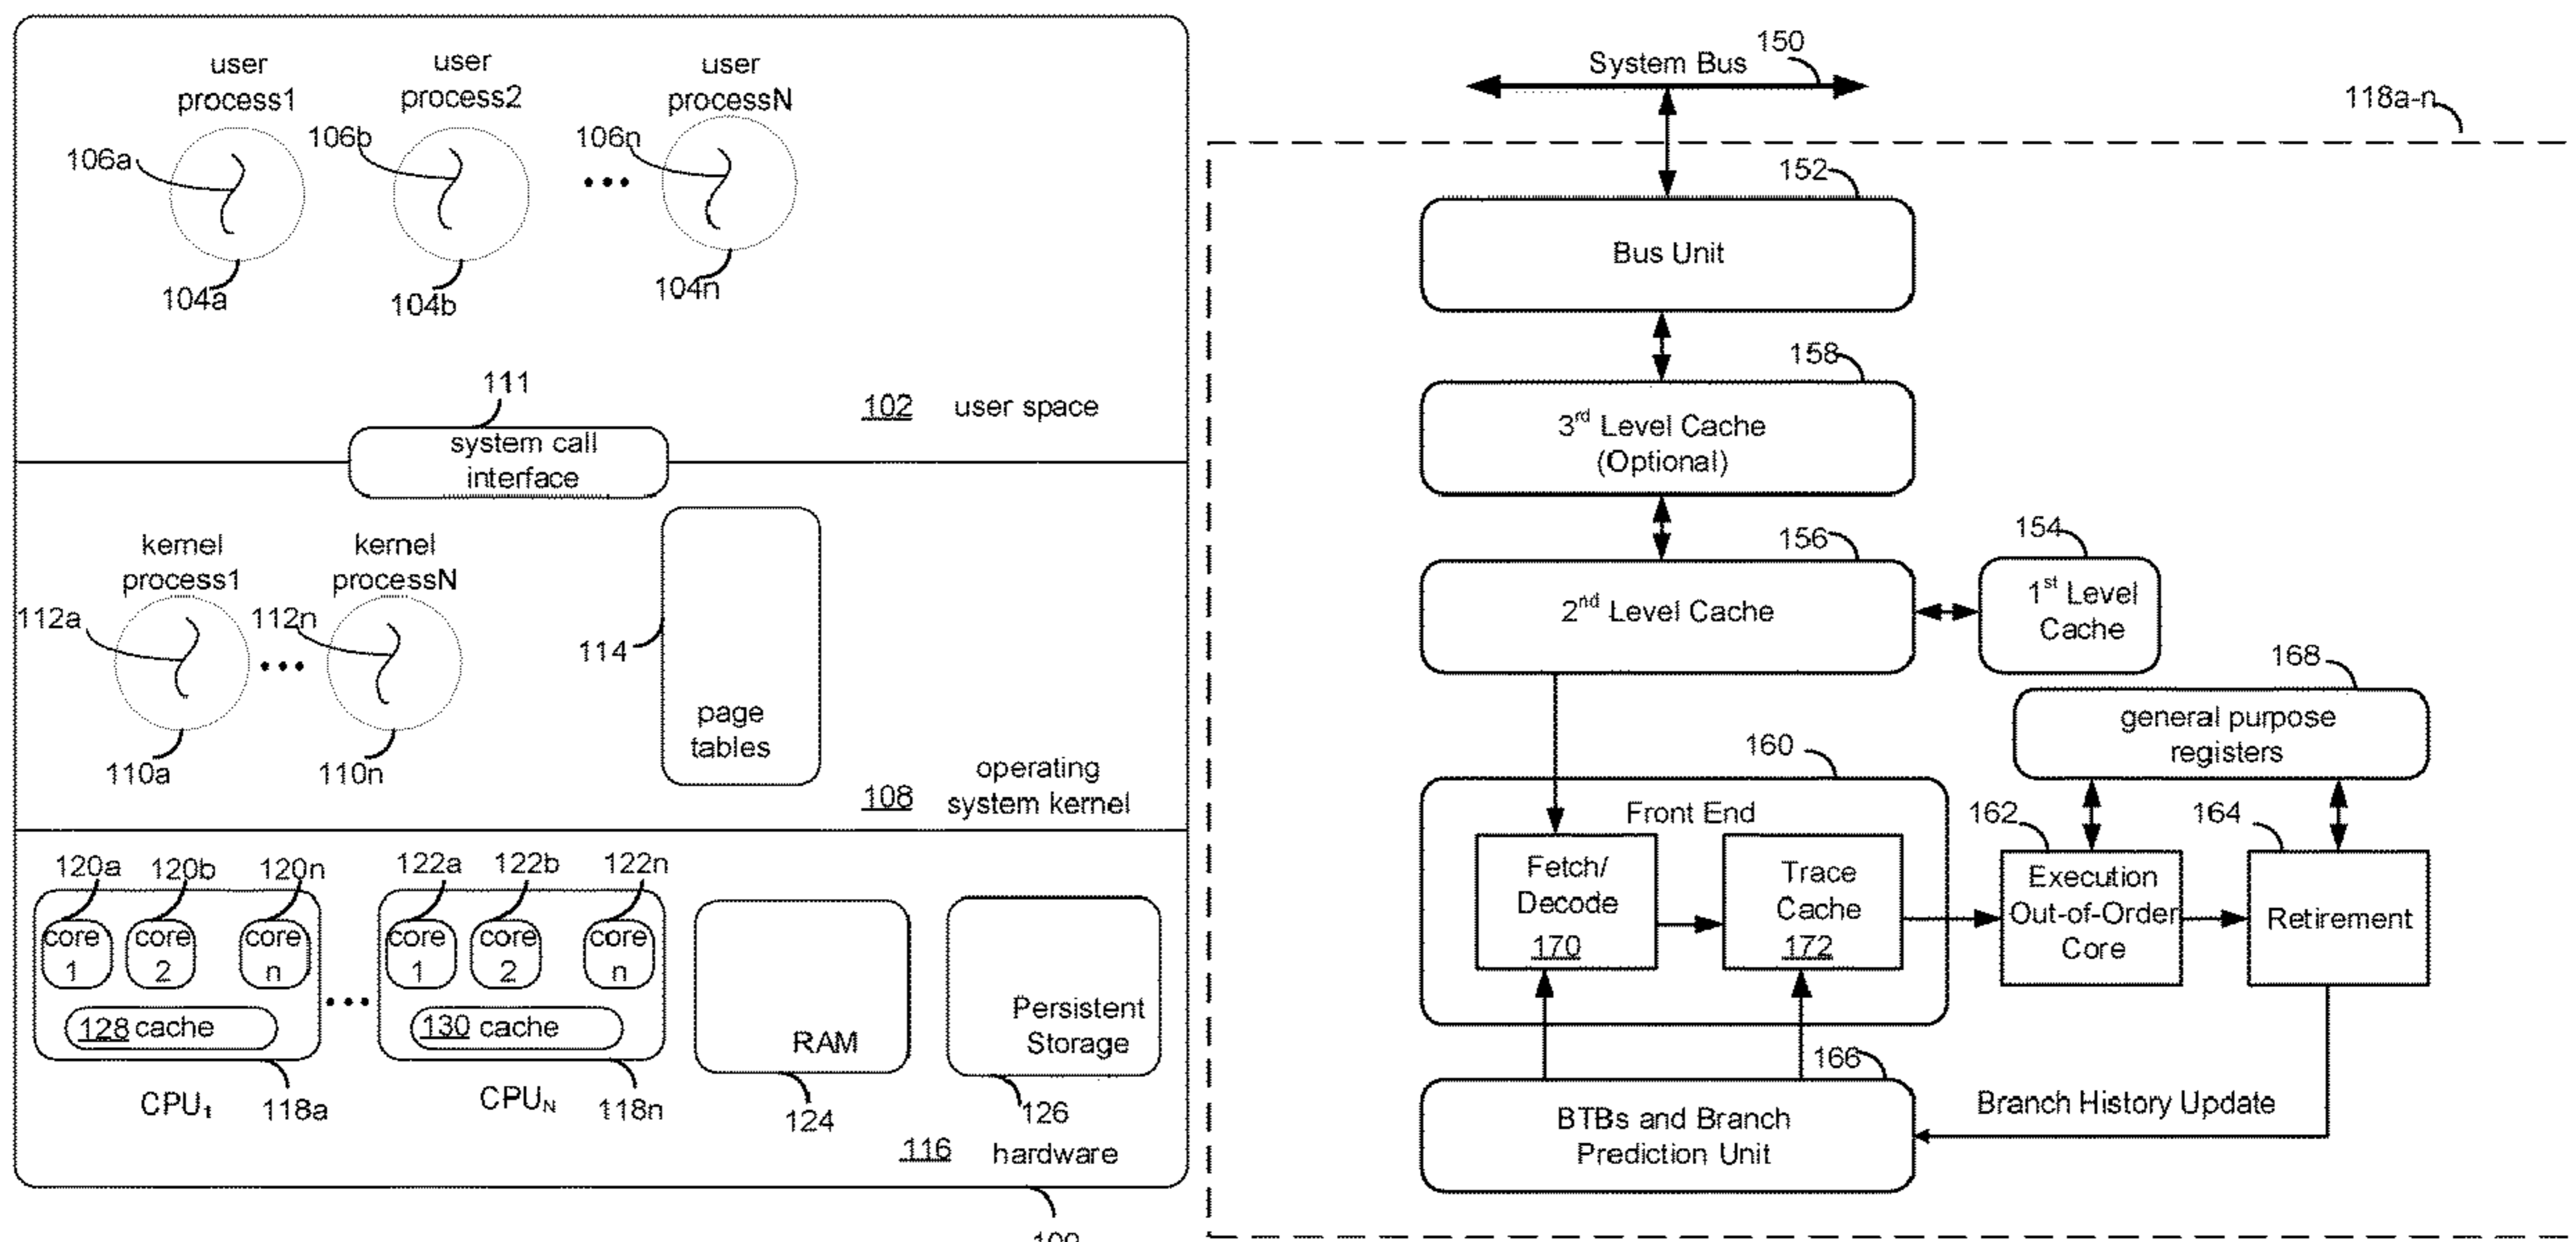 user process1
user process2
user processN
106a
106b
106n
104a
104b
104n
111
system call
interface
102 user space
kernel process1
kernel processN
112a
112n
110a
110n
114
page
tables
operating
108 system kernel
120a
120b
120n
122a
122b
122n
core 1
core 2
core n
core 1
core 2
core n
128 cache
130 cache
CPU₁
118a
CPU_N
118n
RAM
124
Persistent
Storage
126
116 hardware
System Bus
150
118a-n
152
Bus Unit
158
3rd Level Cache
(Optional)
156
2nd Level Cache
154
1st Level
Cache
168
general purpose
registers
160
Front End
Fetch/
Decode
170
Trace
Cache
172
162
Execution
Out-of-Order
Core
164
Retirement
166
BTBs and Branch
Prediction Unit
Branch History Update